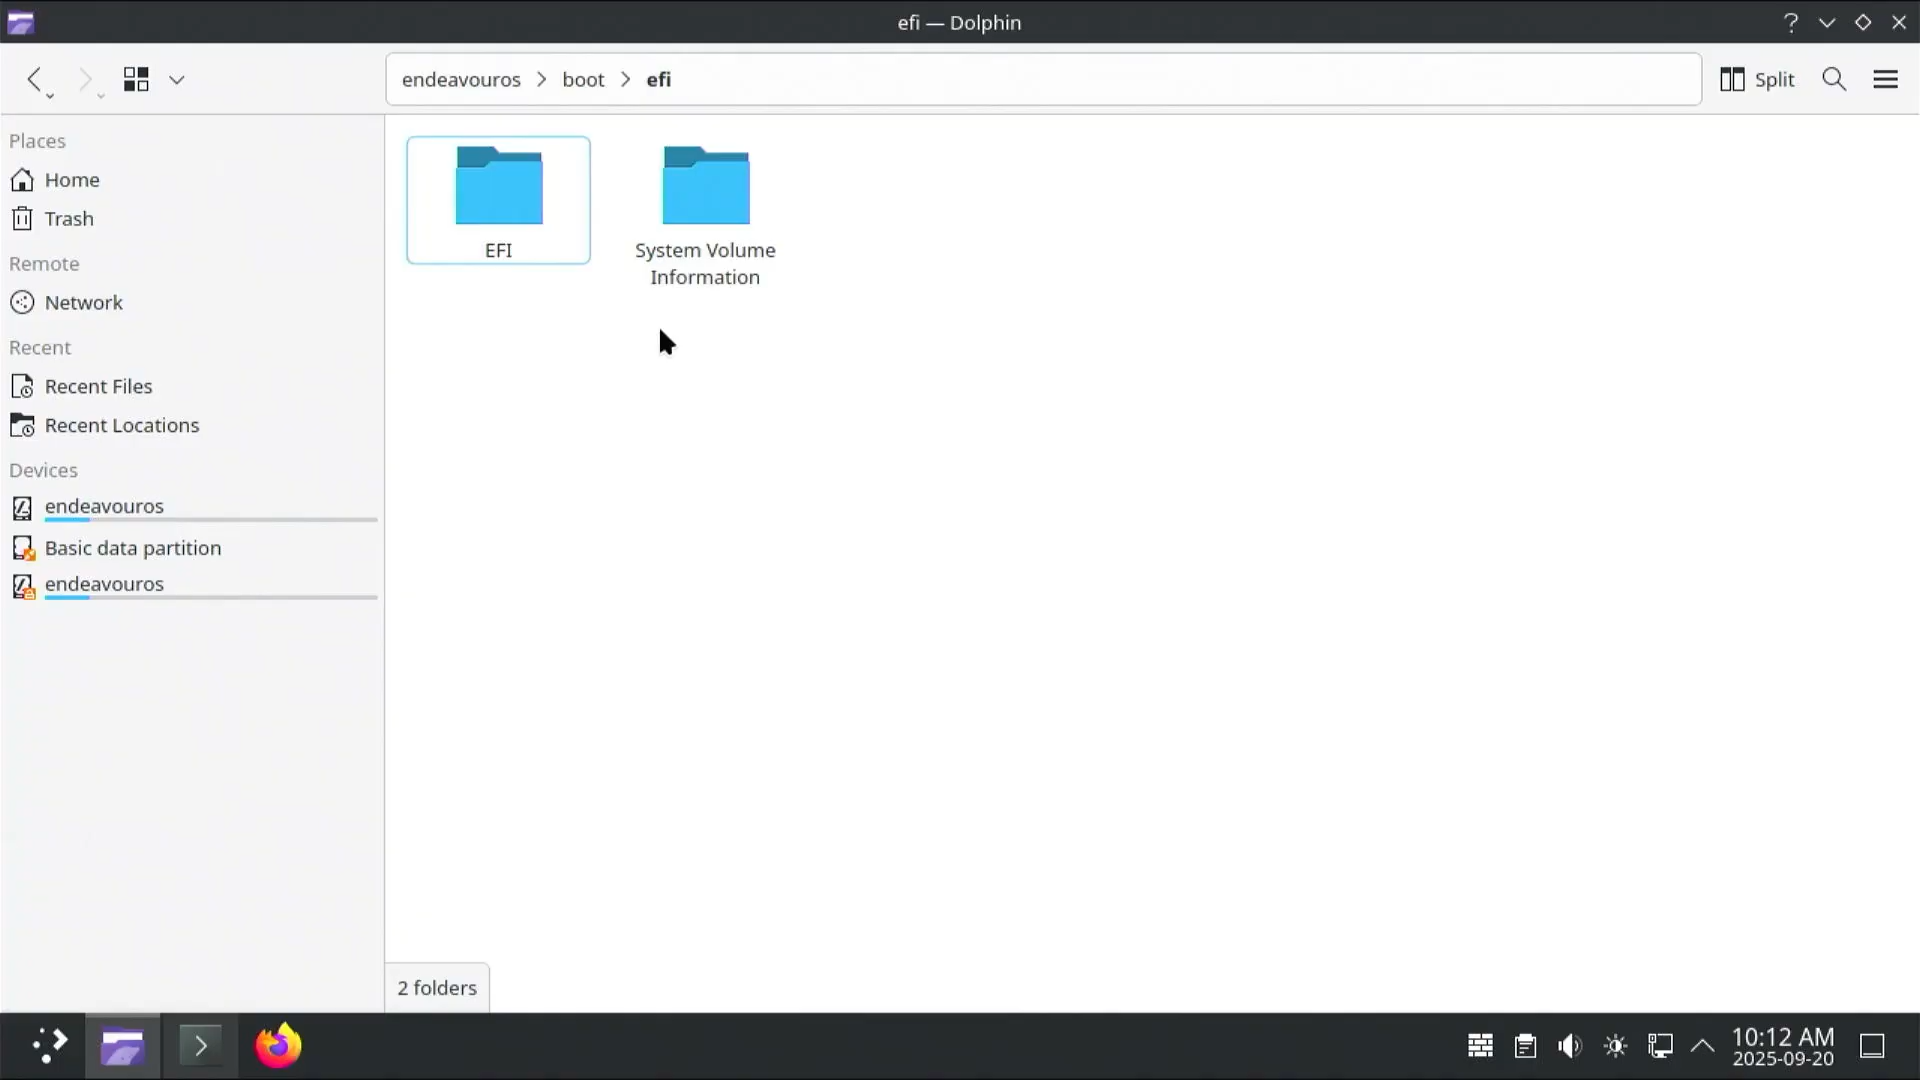 efi — Dolphin
endeavouros > boot > efi
Split
Places
Home
Trash
Remote
Network
Recent
Recent Files
Recent Locations
Devices
endeavouros
Basic data partition
endeavouros
EFI
System Volume
Information
2 folders
10:12 AM
2025-09-20